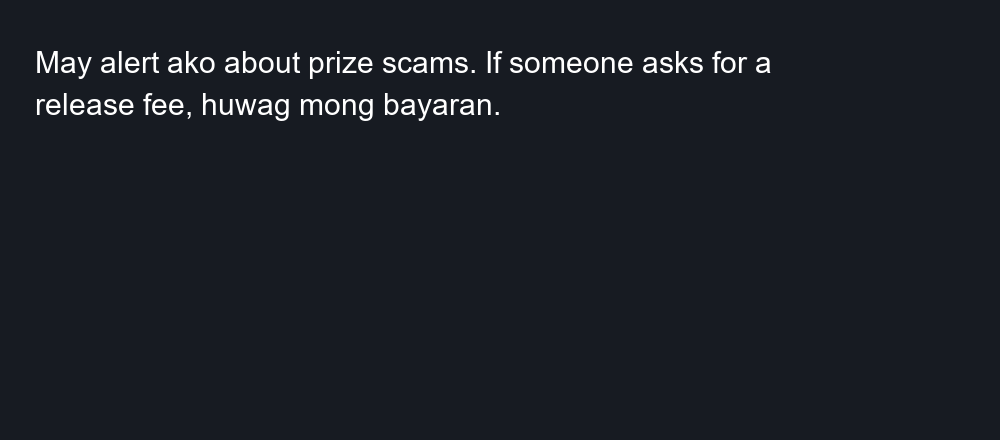 May alert ako about prize scams. If someone asks for a
release fee, huwag mong bayaran.